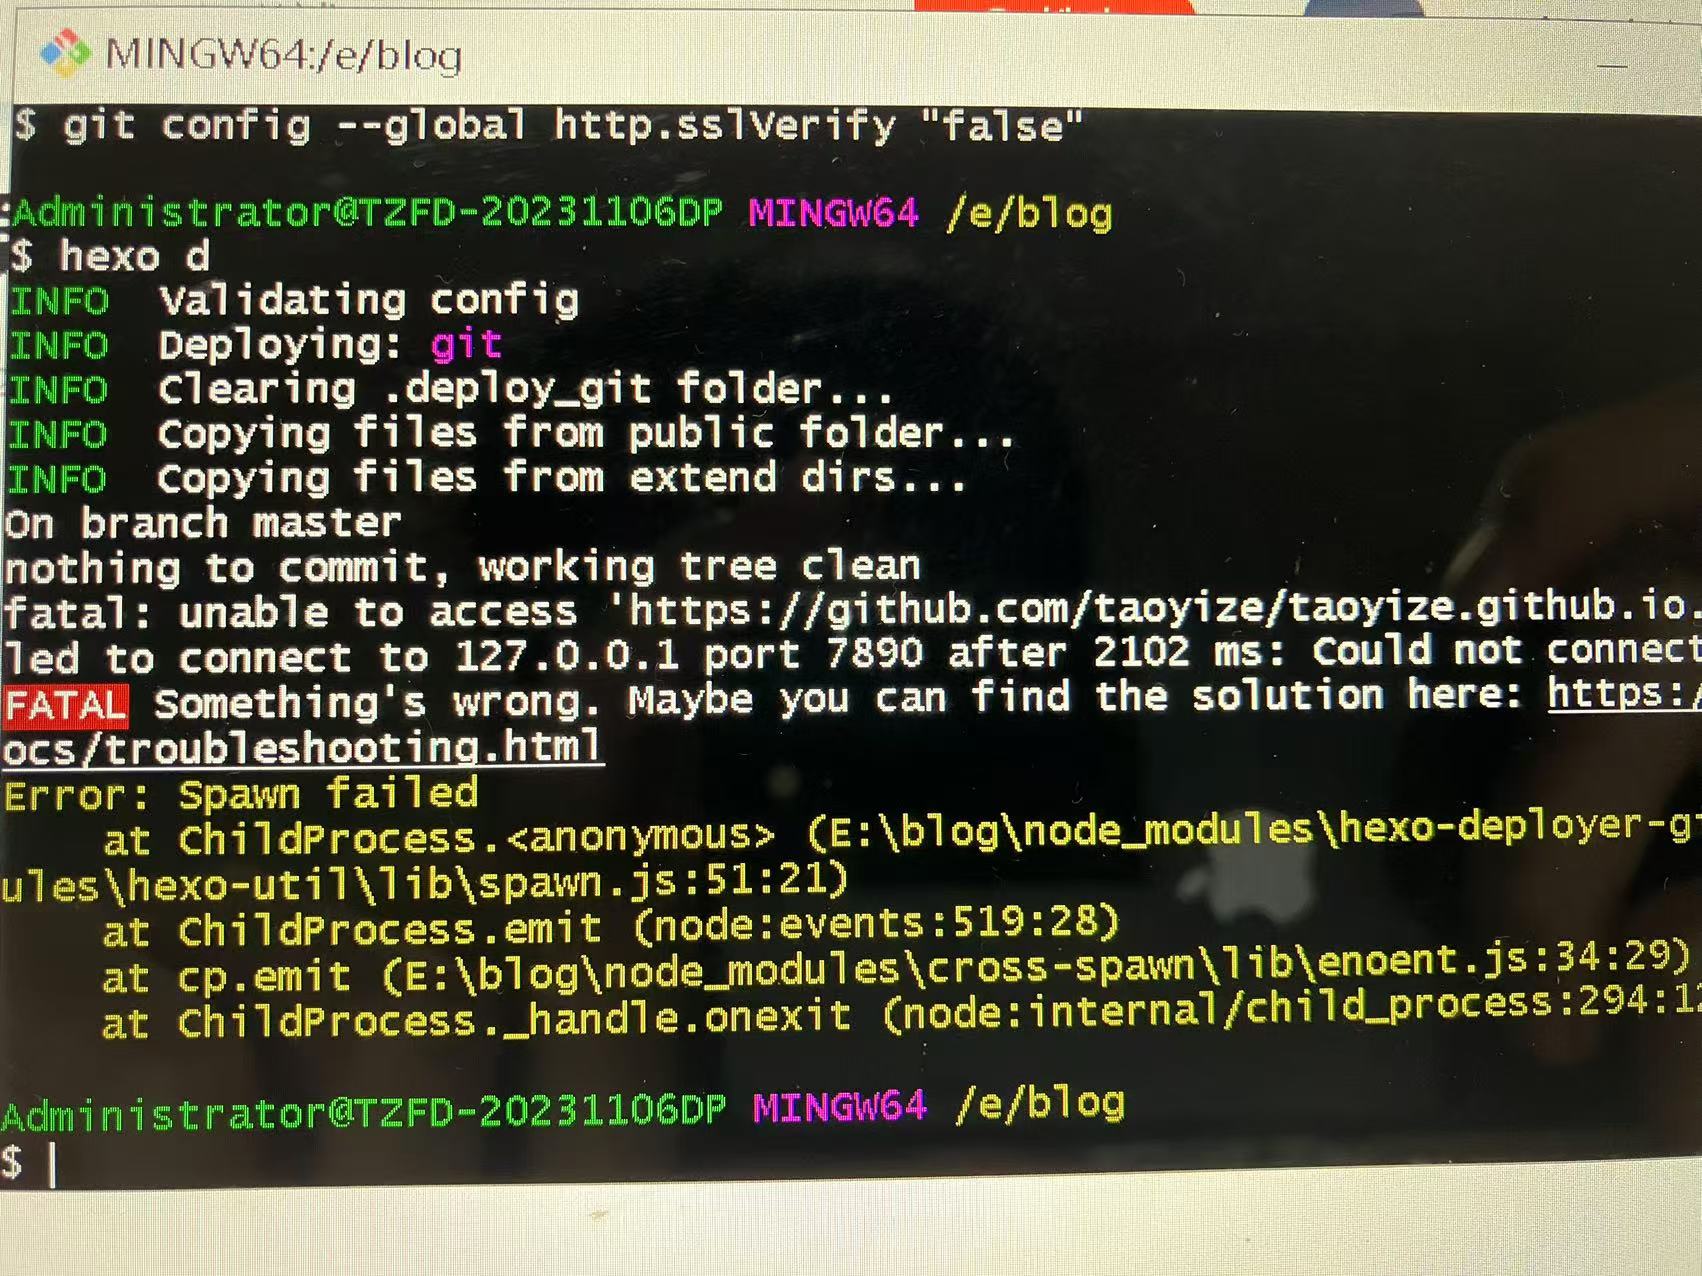 MINGW64:/e/blog
$ git config --global http.sslVerify "false"
Administrator@TZFD-20231106DP MINGW64 /e/blog
$ hexo d
INFO  Validating config
INFO  Deploying: git
INFO  Clearing .deploy_git folder...
INFO  Copying files from public folder...
INFO  Copying files from extend dirs...
On branch master
nothing to commit, working tree clean
fatal: unable to access 'https://github.com/taoyize/taoyize.github.io.
led to connect to 127.0.0.1 port 7890 after 2102 ms: Could not connect
FATAL Something's wrong. Maybe you can find the solution here: https:/
ocs/troubleshooting.html
Error: Spawn failed
    at ChildProcess.<anonymous> (E:\blog\node_modules\hexo-deployer-gi
ules\hexo-util\lib\spawn.js:51:21)
    at ChildProcess.emit (node:events:519:28)
    at cp.emit (E:\blog\node_modules\cross-spawn\lib\enoent.js:34:29)
    at ChildProcess._handle.onexit (node:internal/child_process:294:12
Administrator@TZFD-20231106DP MINGW64 /e/blog
$